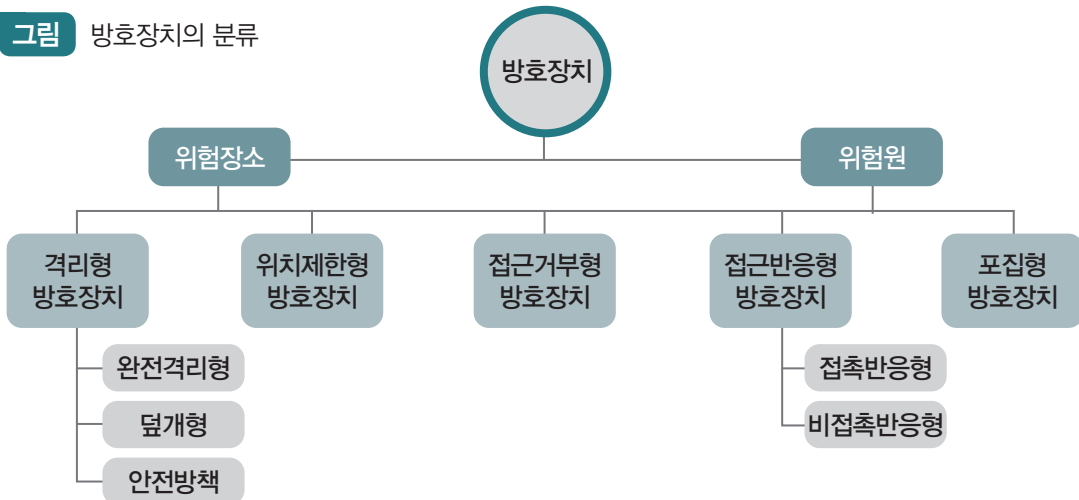 그림 방호장치의 분류
방호장치
위험장소
위험원
격리형
방호장치
위치제한형
방호장치
접근거부형
방호장치
접근반응형
방호장치
포집형
방호장치
완전격리형
덮개형
안전방책
접촉반응형
비접촉반응형